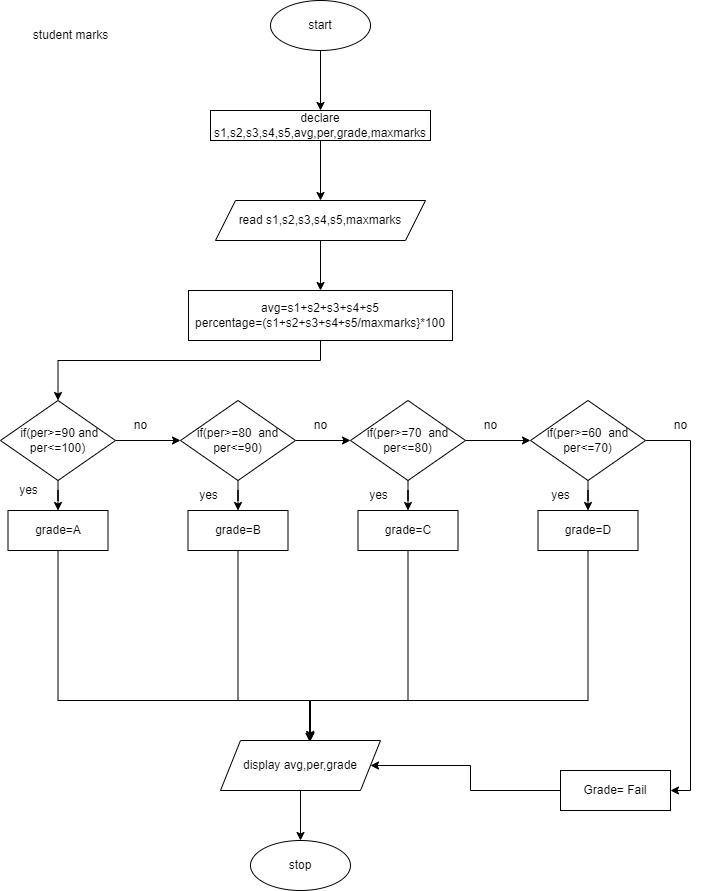 start
student marks
declare
s1,s2,s3,s4,s5,avg,per,grade,maxmarks
read s1,s2,s3,s4,s5,maxmarks
avg=s1+s2+s3+s4+s5
percentage=(s1+s2+s3+s4+s5/maxmarks}*100
if(per>=90 and
per<=100)
no
if(per>=80 and
per<=90)
no
if(per>=70 and
per<=80)
no
if(per>=60 and
per<=70)
no
yes
yes
yes
yes
grade=A
grade=B
grade=C
grade=D
display avg,per,grade
Grade= Fail
stop